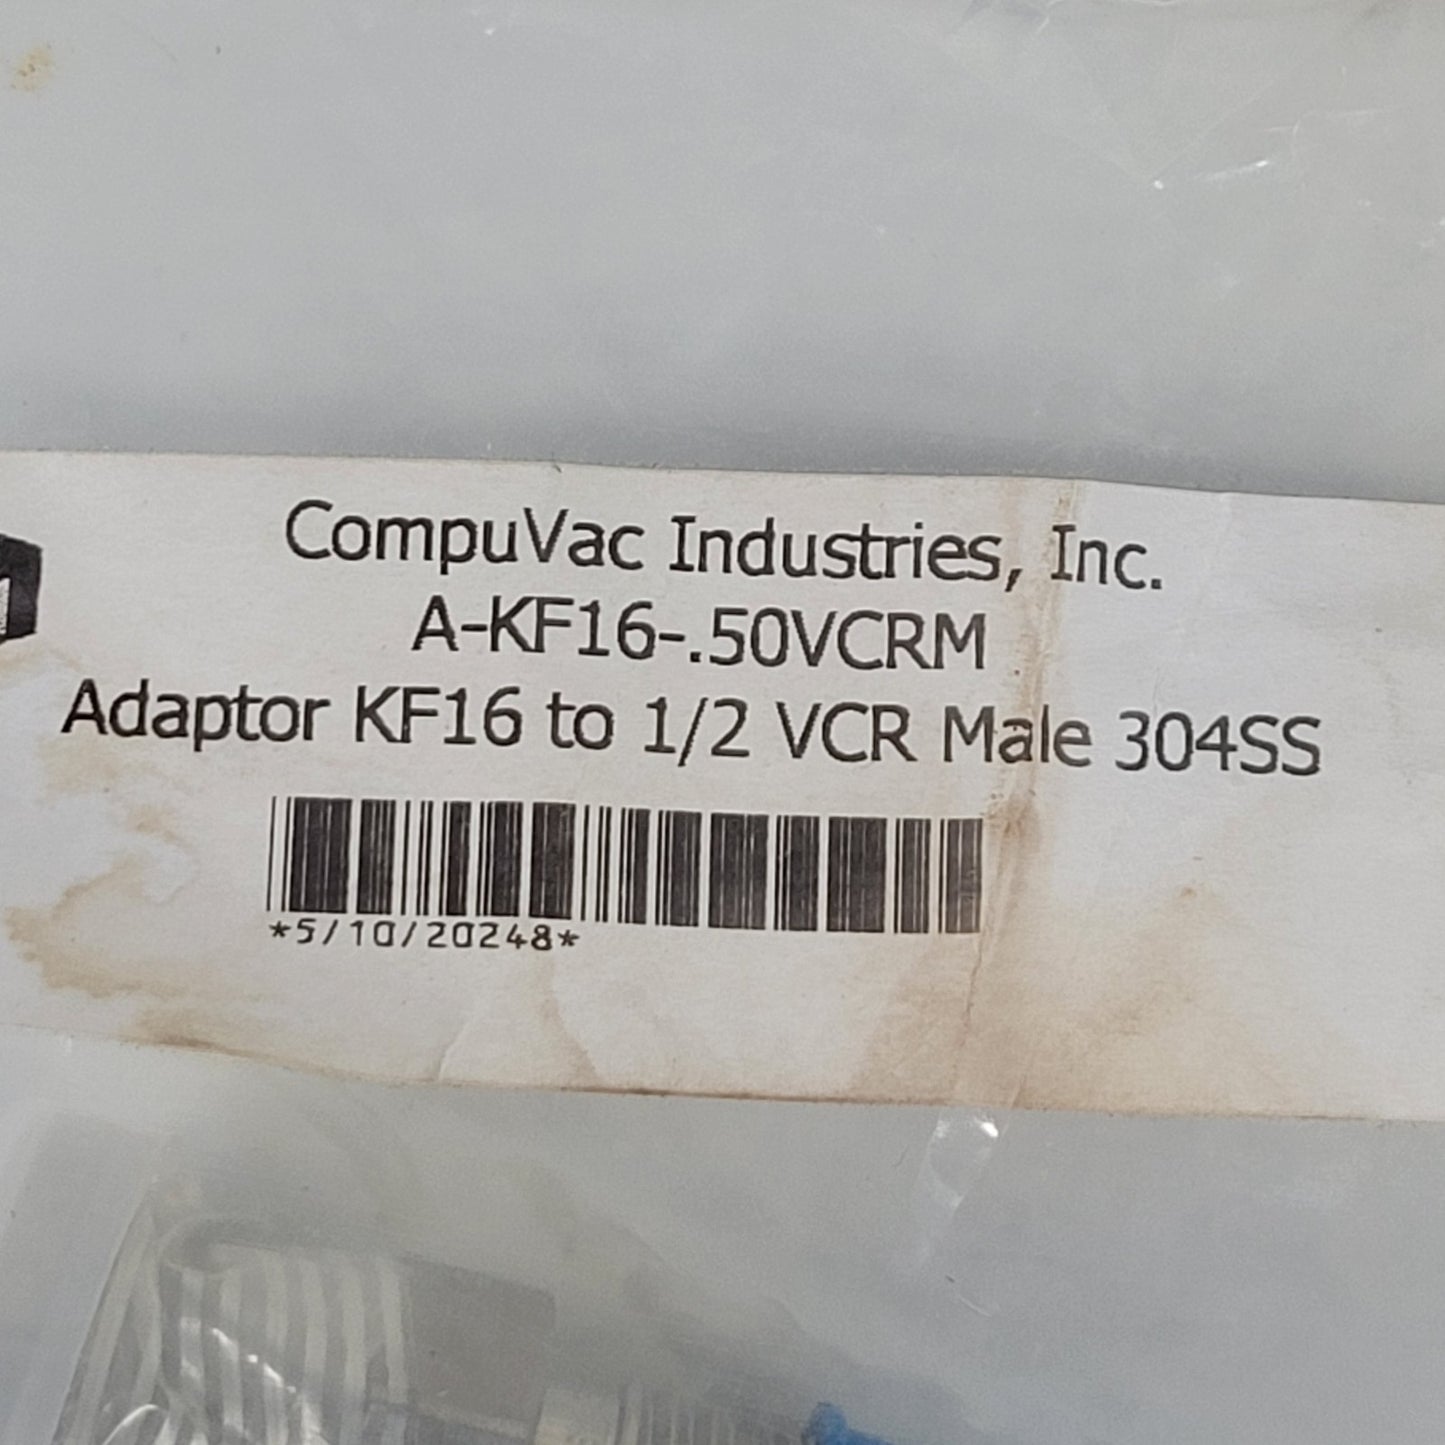 CompuVac Industries, Inc.
A-KF16-.50VCRM
Adaptor KF16 to 1/2 VCR Male 304SS
*5/10/20248*